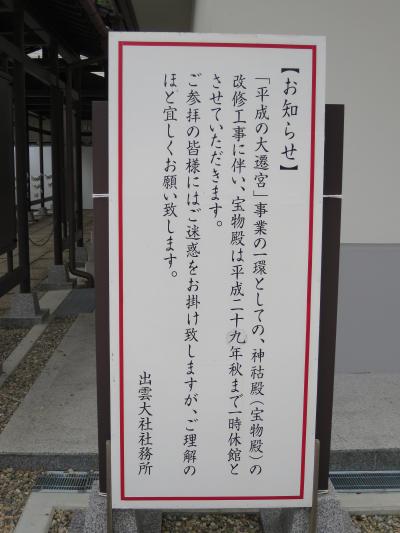 【お知らせ】
「平成の大遷宮」事業の一環としての、神祜殿（宝物殿）の
改修工事に伴い、宝物殿は平成二十九年秋まで一時休館と
させていただきます。
ご参拝の皆様にはご迷惑をお掛け致しますが、ご理解の
ほど宜しくお願い致します。
出雲大社社務所